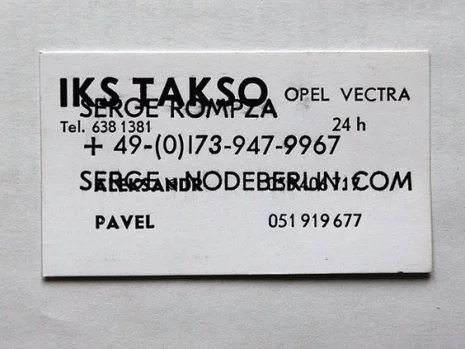 IKS TAKSO OPEL VECTRA
SERGE ROMPZA
Tel. 638 1381 24 h
+ 49-(0)173-947-9967
ALEKSANDR
NODEBERLIN.COM
PAVEL 051 919 677